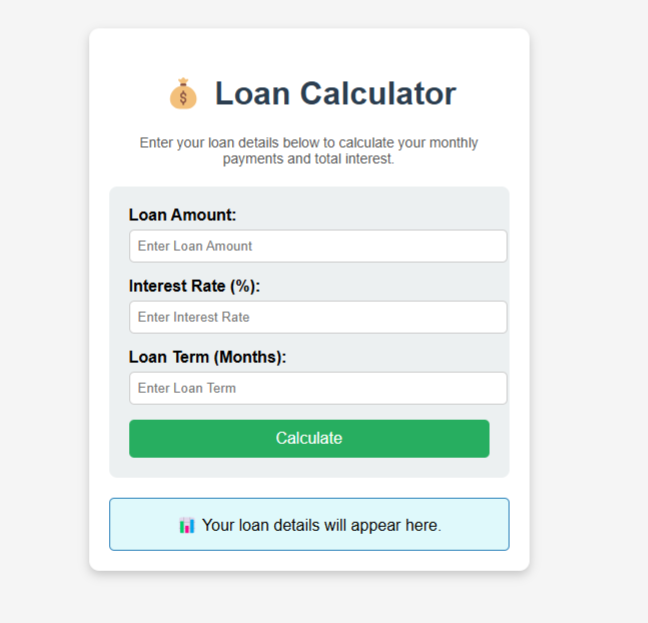 Loan Calculator
Enter your loan details below to calculate your monthly
payments and total interest.
Loan Amount:
Enter Loan Amount
Interest Rate (%):
Enter Interest Rate
Loan Term (Months):
Enter Loan Term
Calculate
Your loan details will appear here.